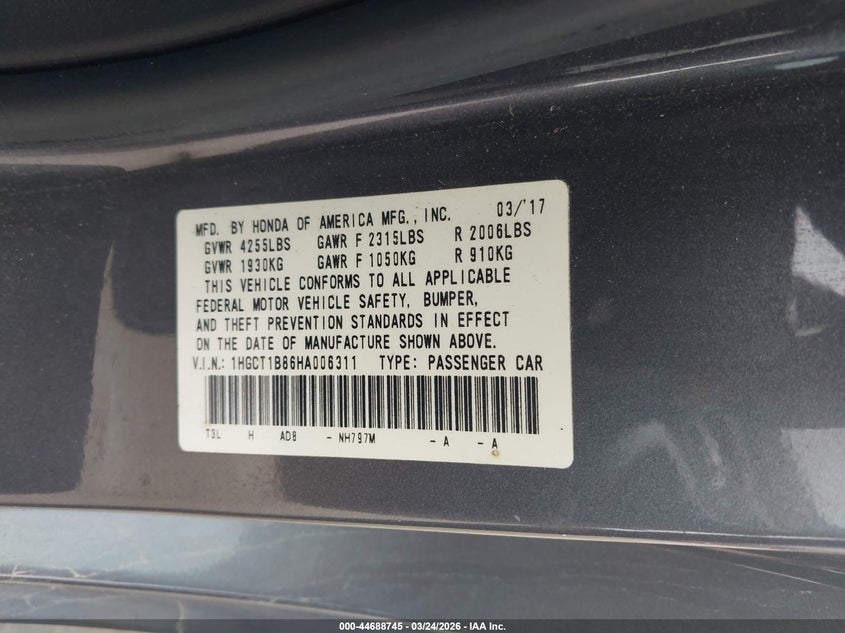 MFD. BY HONDA OF AMERICA MFG., INC. 03/'17
GVWR 4255LBS GAWR F 2315LBS R 2006LBS
GVWR 1930KG GAWR F 1050KG R 910KG
THIS VEHICLE CONFORMS TO ALL APPLICABLE
FEDERAL MOTOR VEHICLE SAFETY, BUMPER,
AND THEFT PREVENTION STANDARDS IN EFFECT
ON THE DATE OF MANUFACTURE SHOWN ABOVE.
V.I.N.: 1HGCT1B86HA006311 TYPE: PASSENGER CAR
T3L H AD8 - NH797M - A - A
000-44688745 | 03/24/2026 | IAA Inc.